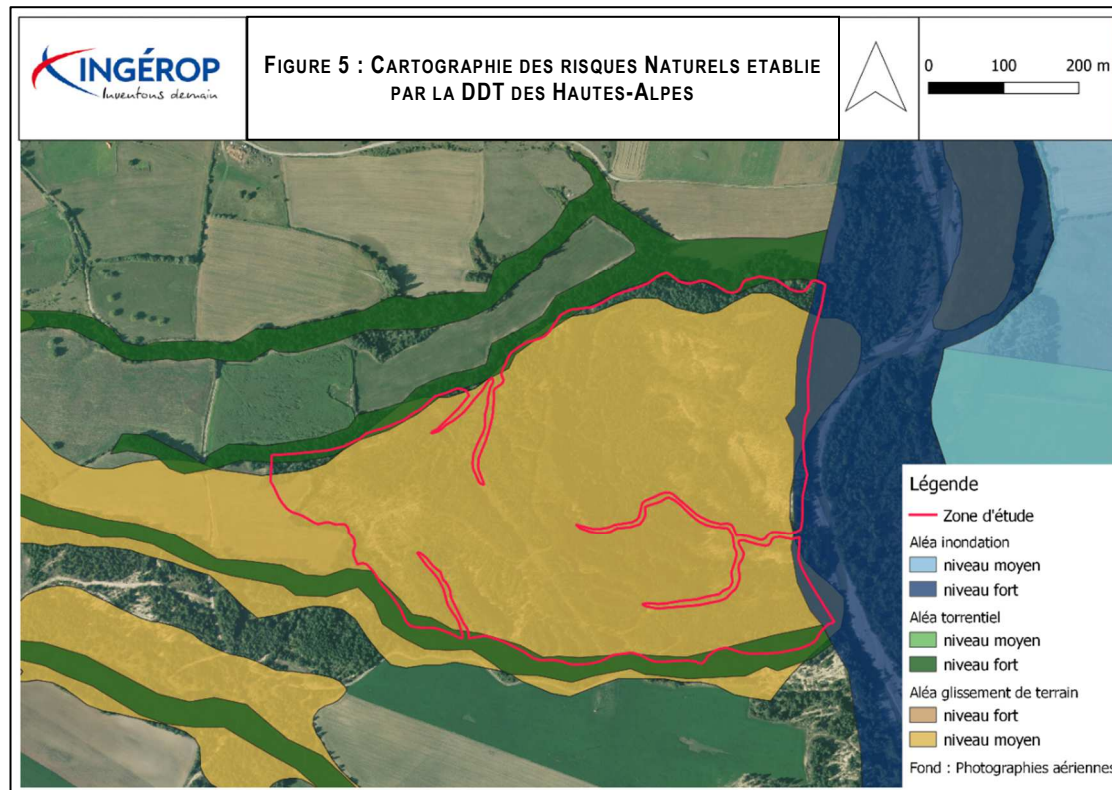 INGÉROP
Inventons demain
FIGURE 5 : CARTOGRAPHIE DES RISQUES NATURELS ETABLIE
PAR LA DDT DES HAUTES-ALPES
0 100 200 m
Légende
Zone d'étude
Aléa inondation
niveau moyen
niveau fort
Aléa torrentiel
niveau moyen
niveau fort
Aléa glissement de terrain
niveau fort
niveau moyen
Fond : Photographies aériennes